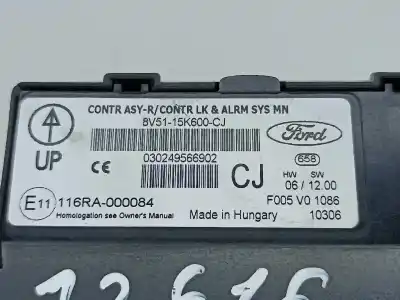 CONTR ASY-R/CONTR LK & ALRM SYS MN
8V51-15K600-CJ
Ford
UP
CE
030249566902
CJ
658
HW SW
06 / 12.00
E11 116RA-000084
F005 V0 1086
Homologation see Owner's Manual
Made in Hungary
10306
12616